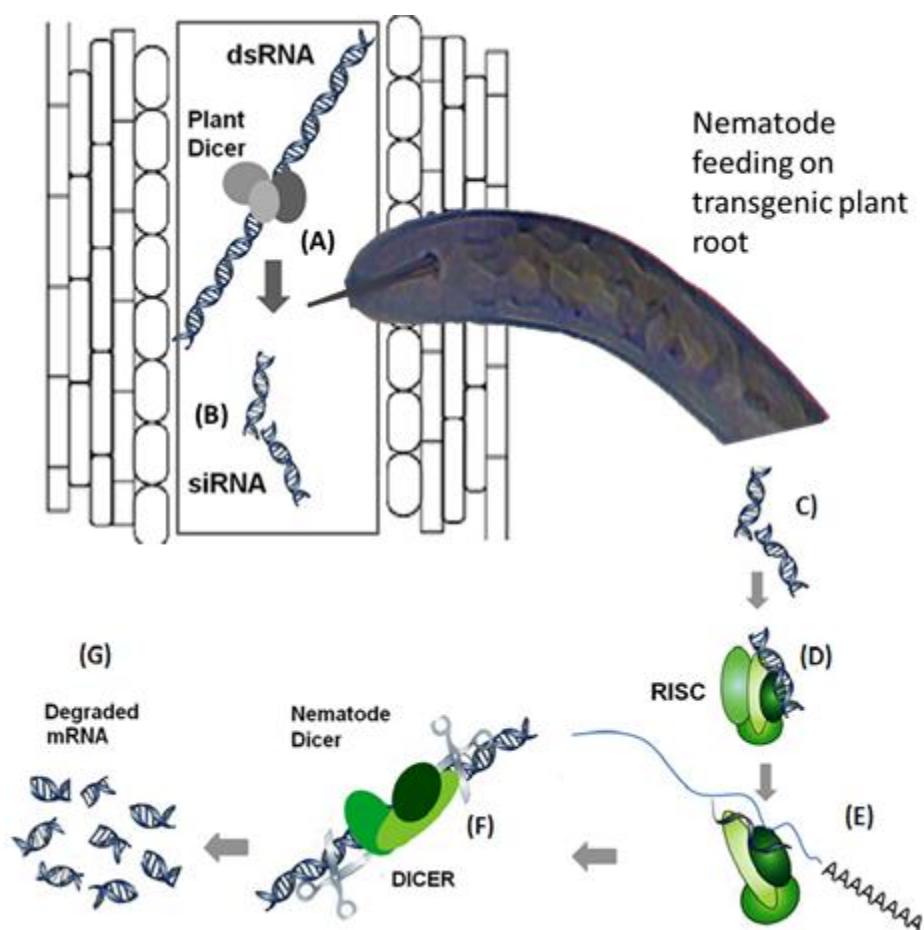 dsRNA
Plant
Dicer
(A)
(B)
siRNA
Nematode
feeding on
transgenic plant
root
C)
(D)
RISC
(E)
AAAAAAAA
(F)
Nematode
Dicer
DICER
(G)
Degraded
mRNA